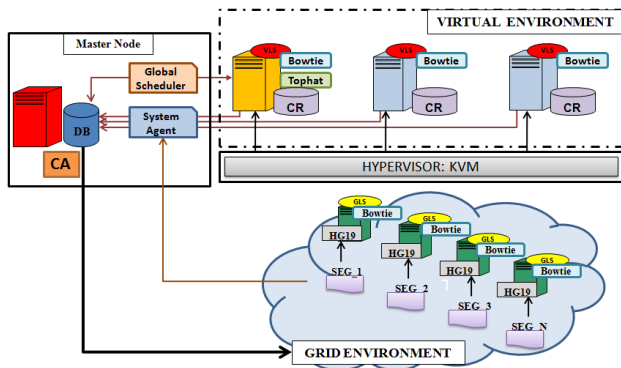 VIRTUAL ENVIRONMENT
Master Node
Global
Scheduler
System
Agent
DB
CA
VLS
Bowtie
Tophat
CR
VLS
Bowtie
CR
VLS
Bowtie
CR
HYPERVISOR: KVM
GLS
Bowtie
HG19
SEG_1
GLS
Bowtie
HG19
SEG_2
GLS
Bowtie
HG19
SEG_3
GLS
Bowtie
HG19
SEG_N
GRID ENVIRONMENT